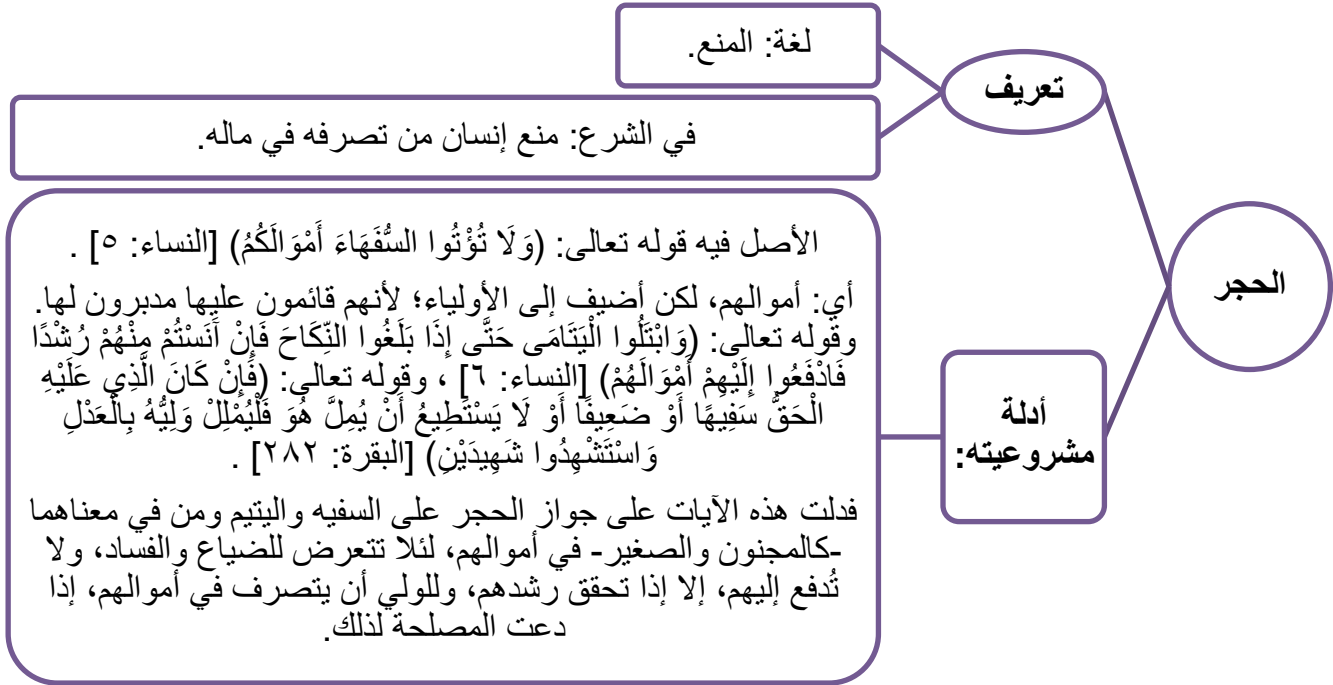 الحجر
تعريف
لغة: المنع.
في الشرع: منع إنسان من تصرفه في ماله.
أدلة
مشروعيته:
الأصل فيه قوله تعالى: (وَلَا تُؤْتُوا السُّفَهَاءَ أَمْوَالَكُمُ) [النساء: ٥] .
أي: أموالهم، لكن أضيف إلى الأولياء؛ لأنهم قائمون عليها مدبرون لها.
وقوله تعالى: (وَابْتَلُوا الْيَتَامَى حَتَّى إِذَا بَلَغُوا النِّكَاحَ فَإِنْ آنَسْتُمْ مِنْهُمْ رُشْدًا
فَادْفَعُوا إِلَيْهِمْ أَمْوَالَهُمْ) [النساء: ٦] ، وقوله تعالى: (فَإِنْ كَانَ الَّذِي عَلَيْهِ
الْحَقُّ سَفِيهًا أَوْ ضَعِيفًا أَوْ لَا يَسْتَطِيعُ أَنْ يُمِلَّ هُوَ فَلْيُمْلِلْ وَلِيُّهُ بِالْعَدْلِ
وَاسْتَشْهِدُوا شَهِيدَيْنِ) [البقرة: ٢٨٢] .
فدلت هذه الآيات على جواز الحجر على السفيه واليتيم ومن في معناهما
-كالمجنون والصغير- في أموالهم، لئلا تتعرض للضياع والفساد، ولا
تُدفع إليهم، إلا إذا تحقق رشدهم، وللولي أن يتصرف في أموالهم، إذا
دعت المصلحة لذلك.